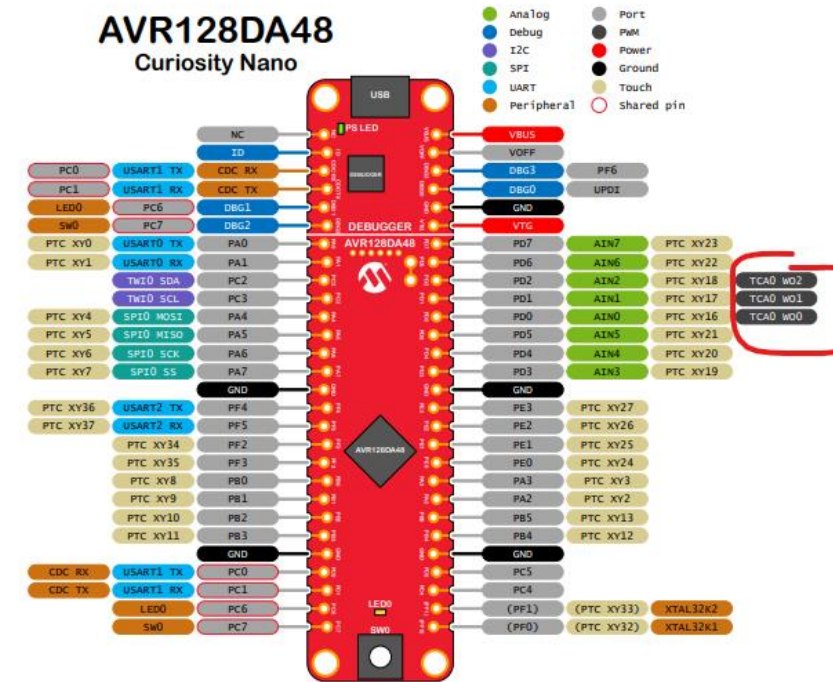 AVR128DA48
Curiosity Nano
Analog Port
Debug PWM
I2C Power
SPI Ground
UART Touch
Peripheral Shared pin
USB
PS LED
DEBUGGER
DEBUGGER
AVR128DA48
AVR128DA48
LED0
SW0
NC
ID
PC0 USART1 TX CDC RX
PC1 USART1 RX CDC TX
LED0 PC6 DBG1
SW0 PC7 DBG2
PTC XY0 USART0 TX PA0
PTC XY1 USART0 RX PA1
TWI0 SDA PC2
TWI0 SCL PC3
PTC XY4 SPI0 MOSI PA4
PTC XY5 SPI0 MISO PA5
PTC XY6 SPI0 SCK PA6
PTC XY7 SPI0 SS PA7
GND
PTC XY36 USART2 TX PF4
PTC XY37 USART2 RX PF5
PTC XY34 PF2
PTC XY35 PF3
PTC XY8 PB0
PTC XY9 PB1
PTC XY10 PB2
PTC XY11 PB3
GND
CDC RX USART1 TX PC0
CDC TX USART1 RX PC1
LED0 PC6
SW0 PC7
VBUS
VOFF
DBG3 PF6
DBG0 UPDI
GND
VTG
PD7 AIN7 PTC XY23
PD6 AIN6 PTC XY22
PD2 AIN2 PTC XY18 TCA0 WO2
PD1 AIN1 PTC XY17 TCA0 WO1
PD0 AIN0 PTC XY16 TCA0 WO0
PD5 AIN5 PTC XY21
PD4 AIN4 PTC XY20
PD3 AIN3 PTC XY19
GND
PE3 PTC XY27
PE2 PTC XY26
PE1 PTC XY25
PE0 PTC XY24
PA3 PTC XY3
PA2 PTC XY2
PB5 PTC XY13
PB4 PTC XY12
GND
PC5
PC4
(PF1) (PTC XY33) XTAL32K2
(PF0) (PTC XY32) XTAL32K1